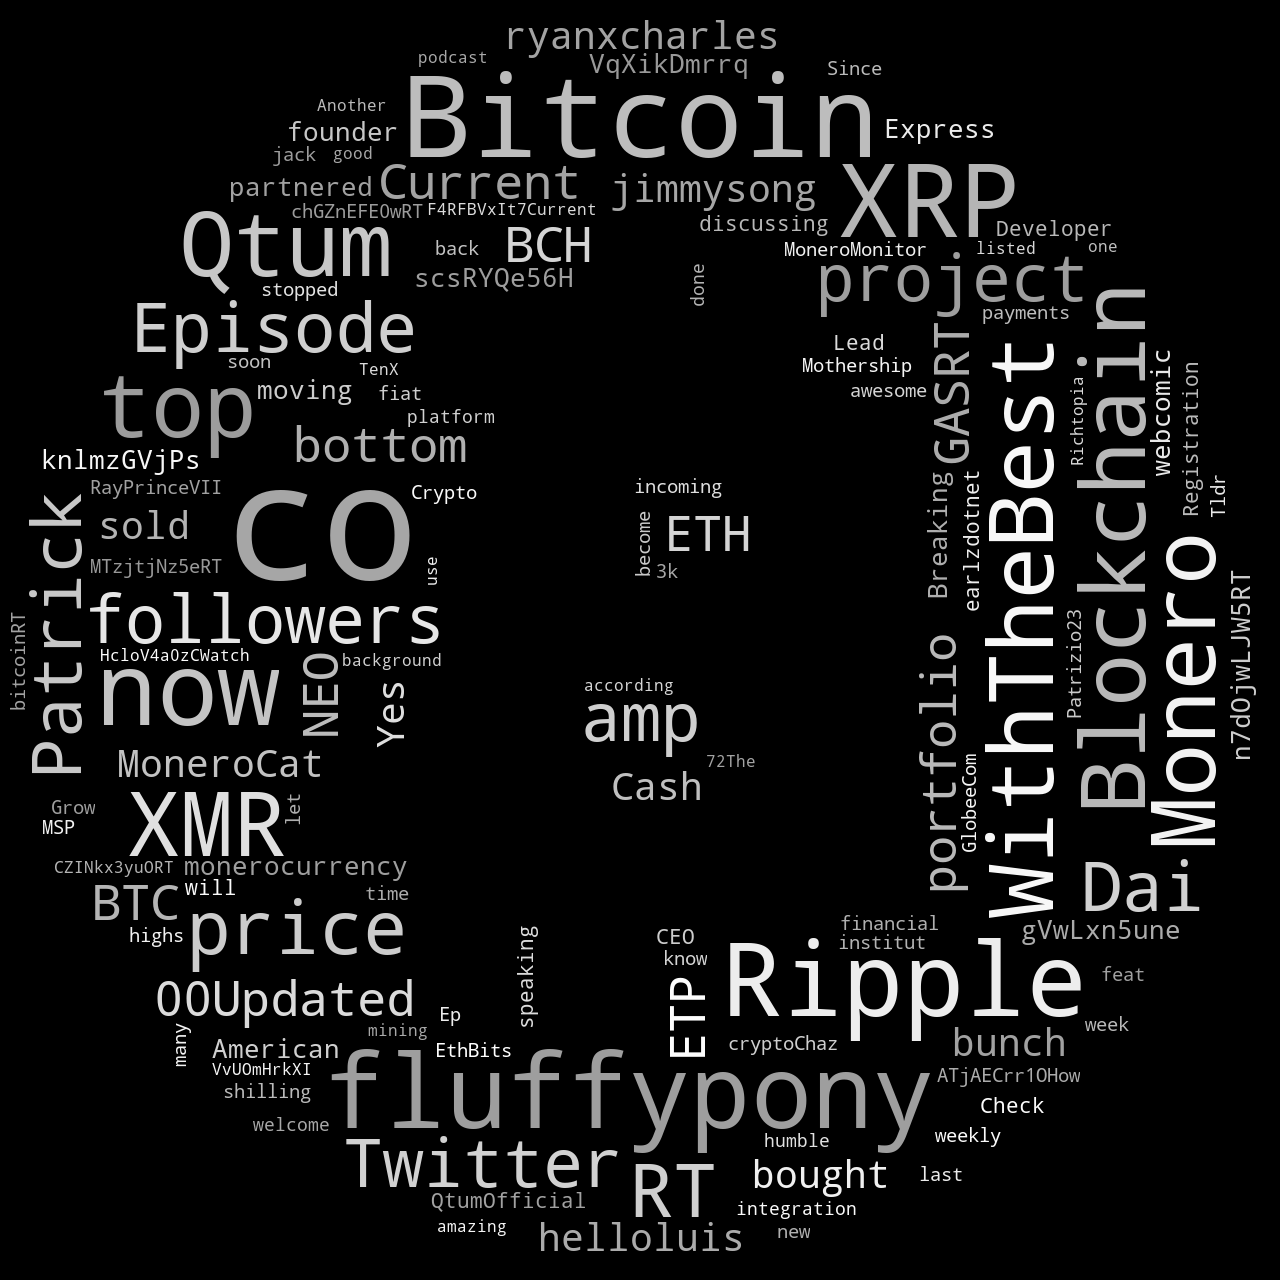 ryanxcharles
podcast
VqXikDmrrq
Since
Bitcoin
Another
founder
Express
jack
good
partnered
Current
jimmysong
XRP
chGZnEFEOwRT
F4RFBVxIt7Current
discussing
Developer
Qtum
back
BCH
MoneroMonitor
listed
one
scsRYQe56H
done
project
stopped
payments
Episode
Lead
GASRT
Blockchain
soon
TenX
Mothership
WithTheBest
webcomic
top
moving
fiat
awesome
Richtopia
Registration
platform
bottom
knlmzGVjPs
RayPrinceVII
Crypto
incoming
Breaking
earlzdotnet
Tldr
Patrick
sold
co
become
ETH
Monero
MTzjtjNz5eRT
use
3k
n7dOjwLJW5RT
followers
bitcoinRT
HcloV4aOzCWatch
background
Patrizio23
now
NEO
Yes
according
portfolio
amp
MoneroCat
72The
GlobeeCom
Cash
Grow
MSP
XMR
let
CZINkx3yuORT
monerocurrency
Dai
BTC
will
time
highs
price
financial
gVwLxn5une
speaking
CEO
institut
know
Ripple
feat
OOUpdated
Ep
ETP
week
many
mining
American
EthBits
cryptoChaz
bunch
VvUOmHrkXI
fluffypony
ATjAECrr1OHow
shilling
Check
welcome
weekly
Twitter
humble
RT
bought
last
QtumOfficial
integration
amazing
helloluis
new